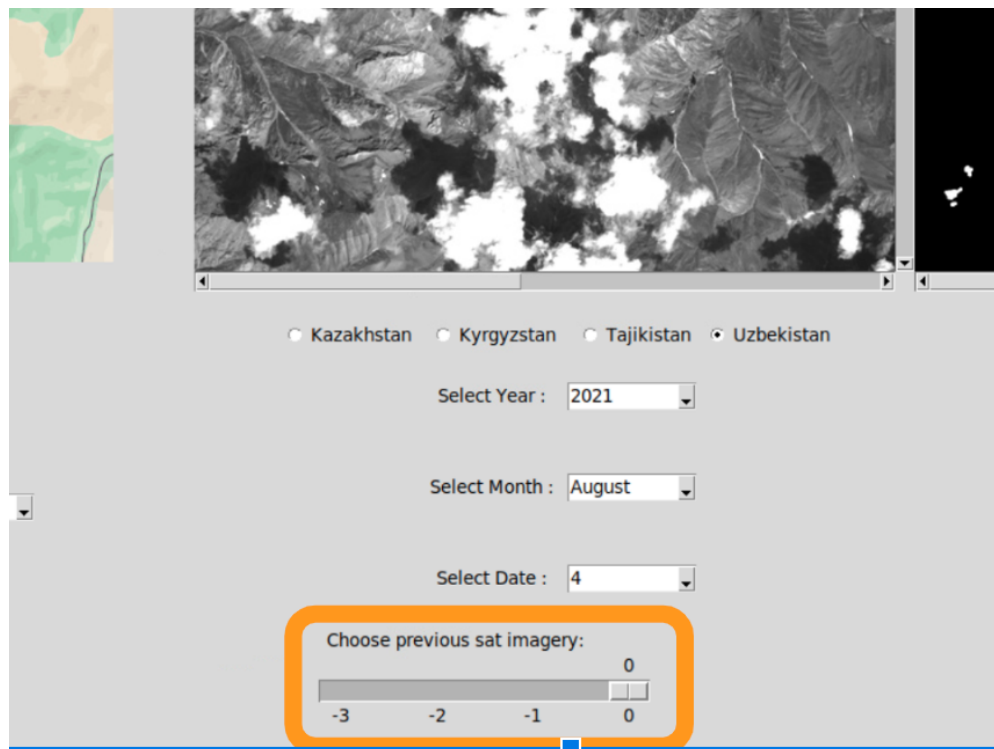 Kazakhstan Kyrgyzstan Tajikistan Uzbekistan
Select Year : 2021
Select Month : August
Select Date : 4
Choose previous sat imagery:
0
-3 -2 -1 0